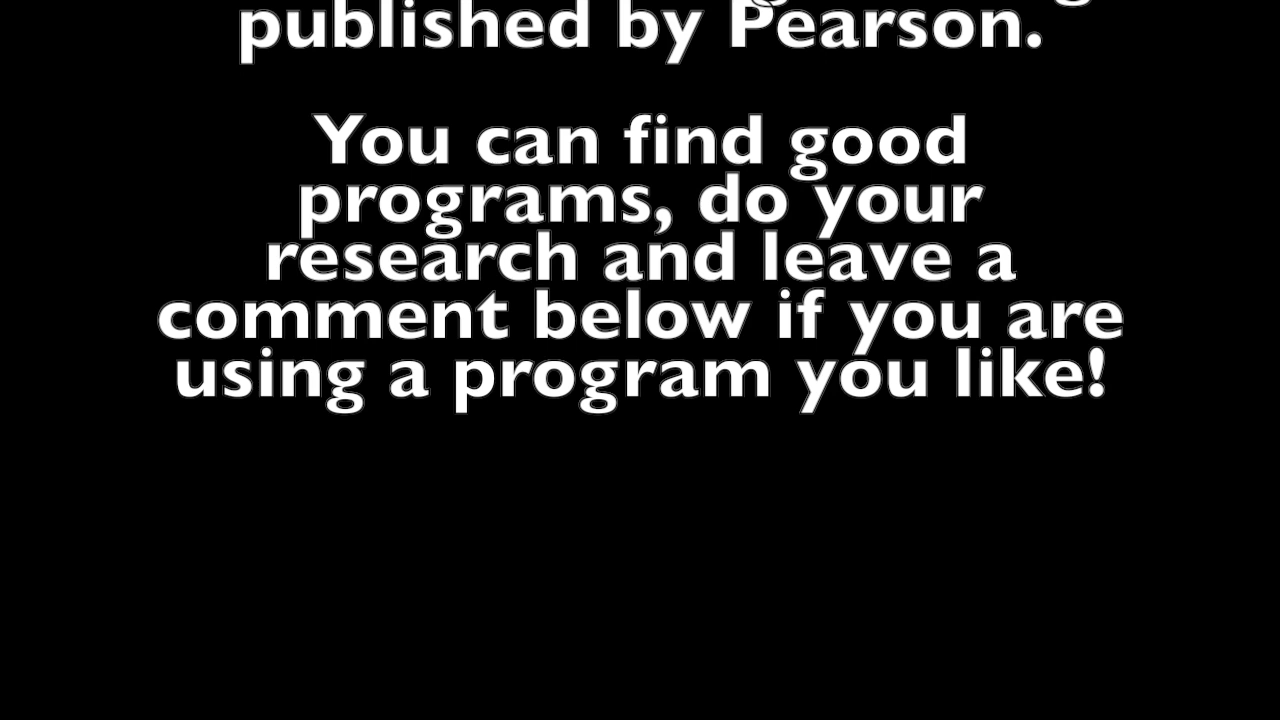 published by Pearson.
You can find good
programs, do your
research and leave a
comment below if you are
using a program you like!